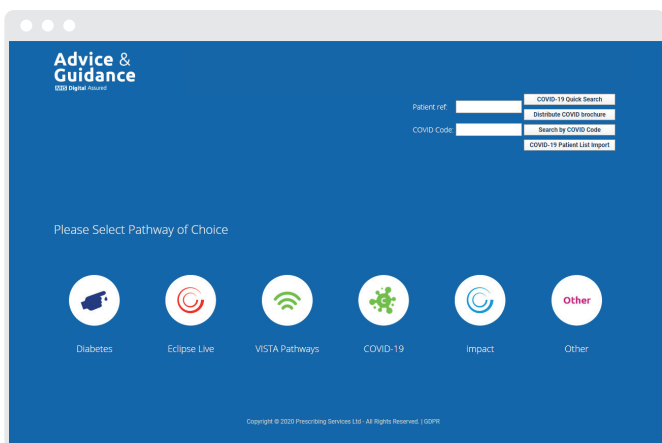 Advice &
Guidance
NHS Digital Assured
Patient ref:
COVID-19 Quick Search
Distribute COVID brochure
COVID Code:
Search by COVID Code
COVID-19 Patient List Import
Please Select Pathway of Choice
Other
Diabetes
Eclipse Live
VISTA Pathways
COVID-19
Impact
Other
Copyright © 2020 Prescribing Services Ltd - All Rights Reserved. | GDPR